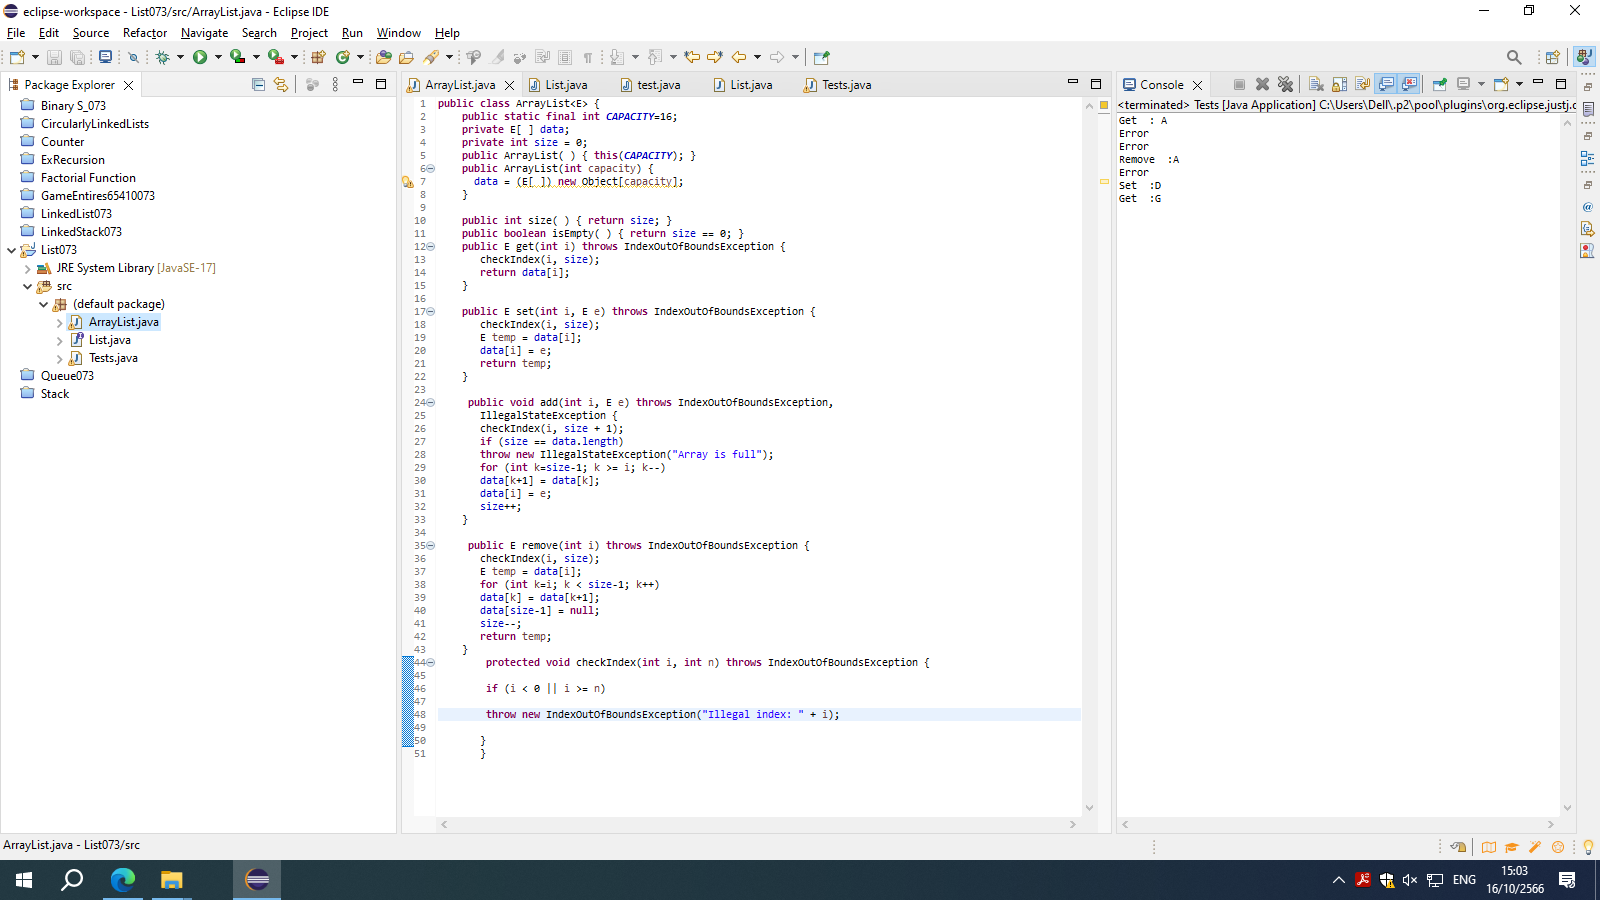 eclipse-workspace - List073/src/ArrayList.java - Eclipse IDE
File Edit Source Refactor Navigate Search Project Run Window Help
Package Explorer
Binary S_073
CircularlyLinkedLists
Counter
ExRecursion
Factorial Function
GameEntires65410073
LinkedList073
LinkedStack073
List073
JRE System Library [JavaSE-17]
src
(default package)
ArrayList.java
List.java
Tests.java
Queue073
Stack
ArrayList.java List.java test.java List.java Tests.java
1 public class ArrayList<E> {
2 public static final int CAPACITY=16;
3 private E[ ] data;
4 private int size = 0;
5 public ArrayList( ) { this(CAPACITY); }
6 public ArrayList(int capacity) {
7 data = (E[ ]) new Object[capacity];
8 }
9
10 public int size( ) { return size; }
11 public boolean isEmpty( ) { return size == 0; }
12 public E get(int i) throws IndexOutOfBoundsException {
13 checkIndex(i, size);
14 return data[i];
15 }
16
17 public E set(int i, E e) throws IndexOutOfBoundsException {
18 checkIndex(i, size);
19 E temp = data[i];
20 data[i] = e;
21 return temp;
22 }
23
24 public void add(int i, E e) throws IndexOutOfBoundsException,
25 IllegalStateException {
26 checkIndex(i, size + 1);
27 if (size == data.length)
28 throw new IllegalStateException("Array is full");
29 for (int k=size-1; k >= i; k--)
30 data[k+1] = data[k];
31 data[i] = e;
32 size++;
33 }
34
35 public E remove(int i) throws IndexOutOfBoundsException {
36 checkIndex(i, size);
37 E temp = data[i];
38 for (int k=i; k < size-1; k++)
39 data[k] = data[k+1];
40 data[size-1] = null;
41 size--;
42 return temp;
43 }
44 protected void checkIndex(int i, int n) throws IndexOutOfBoundsException {
45
46 if (i < 0 || i >= n)
47
48 throw new IndexOutOfBoundsException("Illegal index: " + i);
49
50 }
51 }
Console
<terminated> Tests [Java Application] C:\Users\Dell\.p2\pool\plugins\org.eclipse.justj.o
Get : A
Error
Error
Remove :A
Error
Set :D
Get :G
ArrayList.java - List073/src
ENG
15:03
16/10/2566